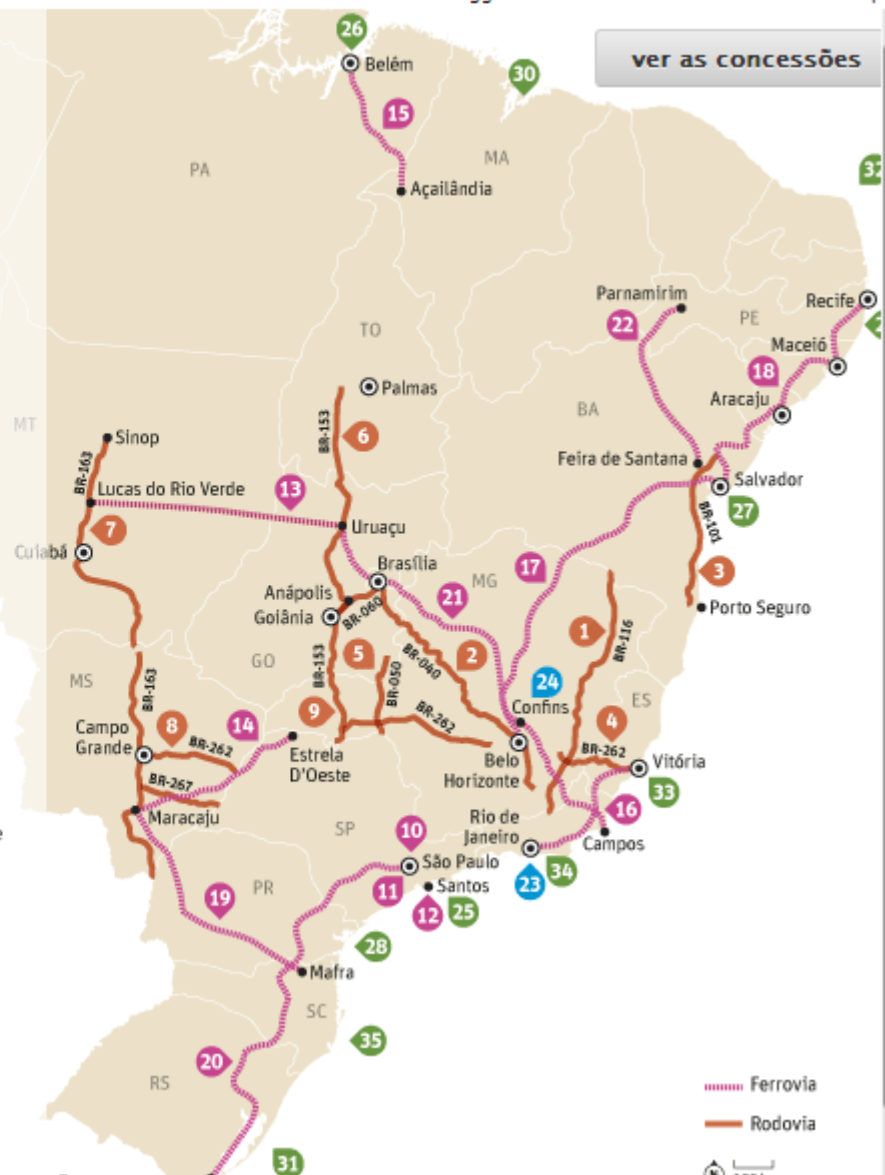 26
Belém
ver as concessões
30
15
PA
MA
Açailândia
32
Parnamirim
22
Recife
PE
TO
Maceió
18
Palmas
Aracaju
BA
MT
BR-153
6
Sinop
BR-163
Feira de Santana
Lucas do Rio Verde
13
Salvador
27
7
Uruaçu
BR-101
Cuiabá
Brasília
17
3
MG
Anápolis
21
Goiânia
BR-060
Porto Seguro
1
BR-116
GO
BR-153
5
BR-050
BR-040
2
MS
BR-163
24
ES
9
BR-262
Confins
4
Campo
Grande
8
14
BR-262
Estrela
D'Oeste
Belo
Horizonte
BR-262
Vitória
BR-267
33
Maracaju
Rio de
Janeiro
16
SP
10
Campos
São Paulo
34
23
11
Santos
PR
19
12
25
28
Mafra
SC
35
20
RS
Ferrovia
Rodovia
31